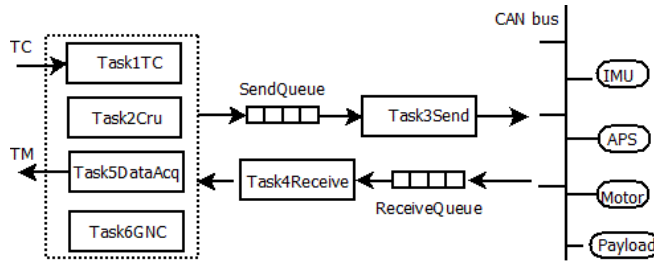 CAN bus
TC
Task1TC
IMU
SendQueue
Task2Cru
Task3Send
APS
TM
Task5DataAcq
Task4Receive
Motor
ReceiveQueue
Task6GNC
Payload